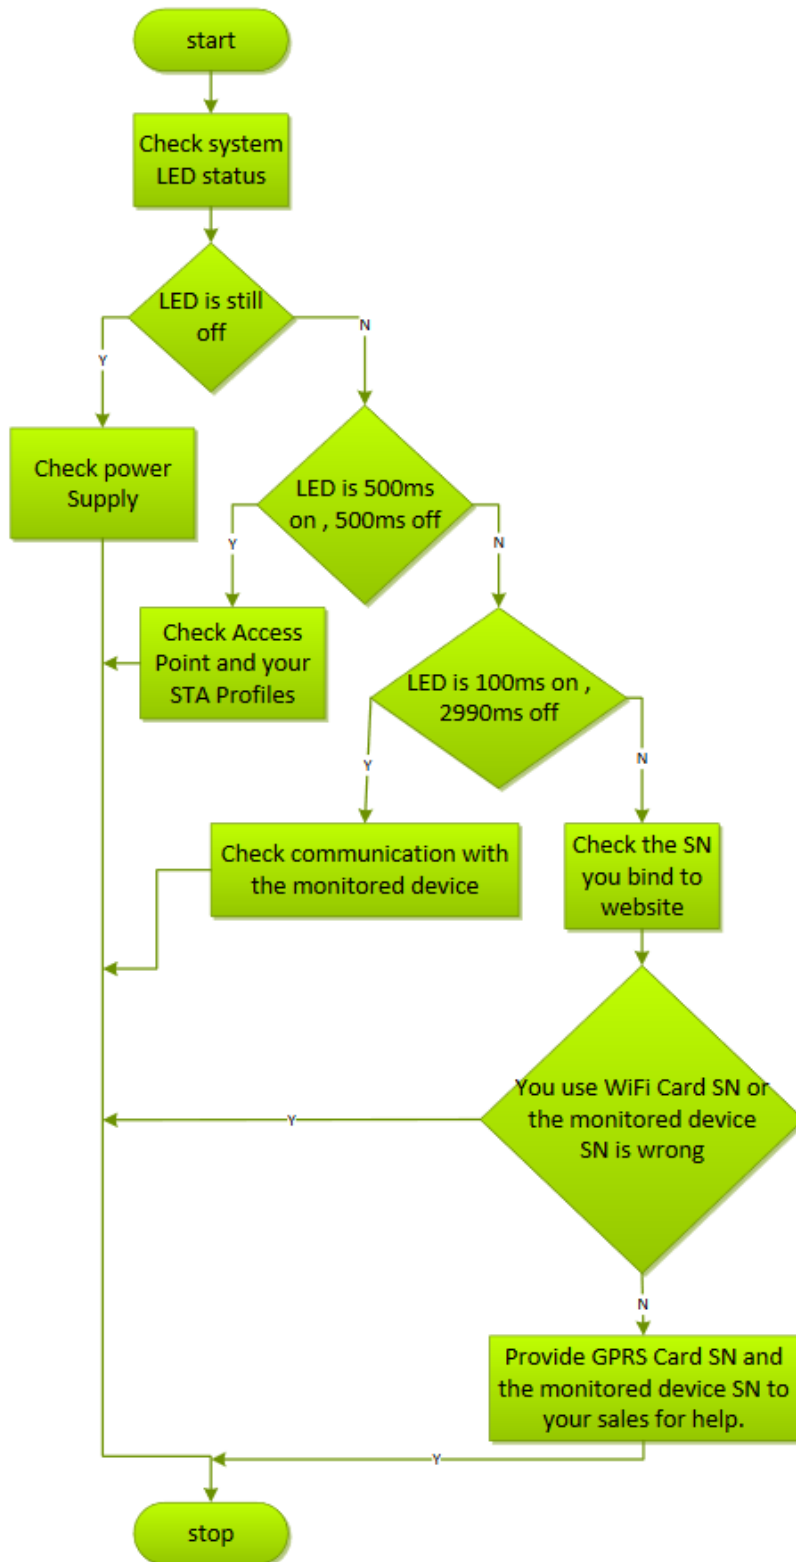 start
Check system
LED status
LED is still
off
Y
N
Check power
Supply
LED is 500ms
on , 500ms off
Y
N
Check Access
Point and your
STA Profiles
LED is 100ms on ,
2990ms off
Y
N
Check communication with
the monitored device
Check the SN
you bind to
website
You use WiFi Card SN or
the monitored device
SN is wrong
Y
N
Provide GPRS Card SN and
the monitored device SN to
your sales for help.
Y
stop